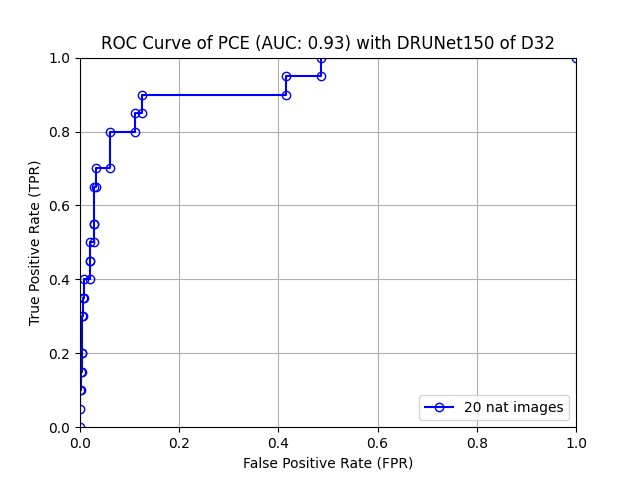 ROC Curve of PCE (AUC: 0.93) with DRUNet150 of D32
True Positive Rate (TPR)
1.0
0.8
0.6
0.4
0.2
0.0
20 nat images
0.0 0.2 0.4 0.6 0.8 1.0
False Positive Rate (FPR)